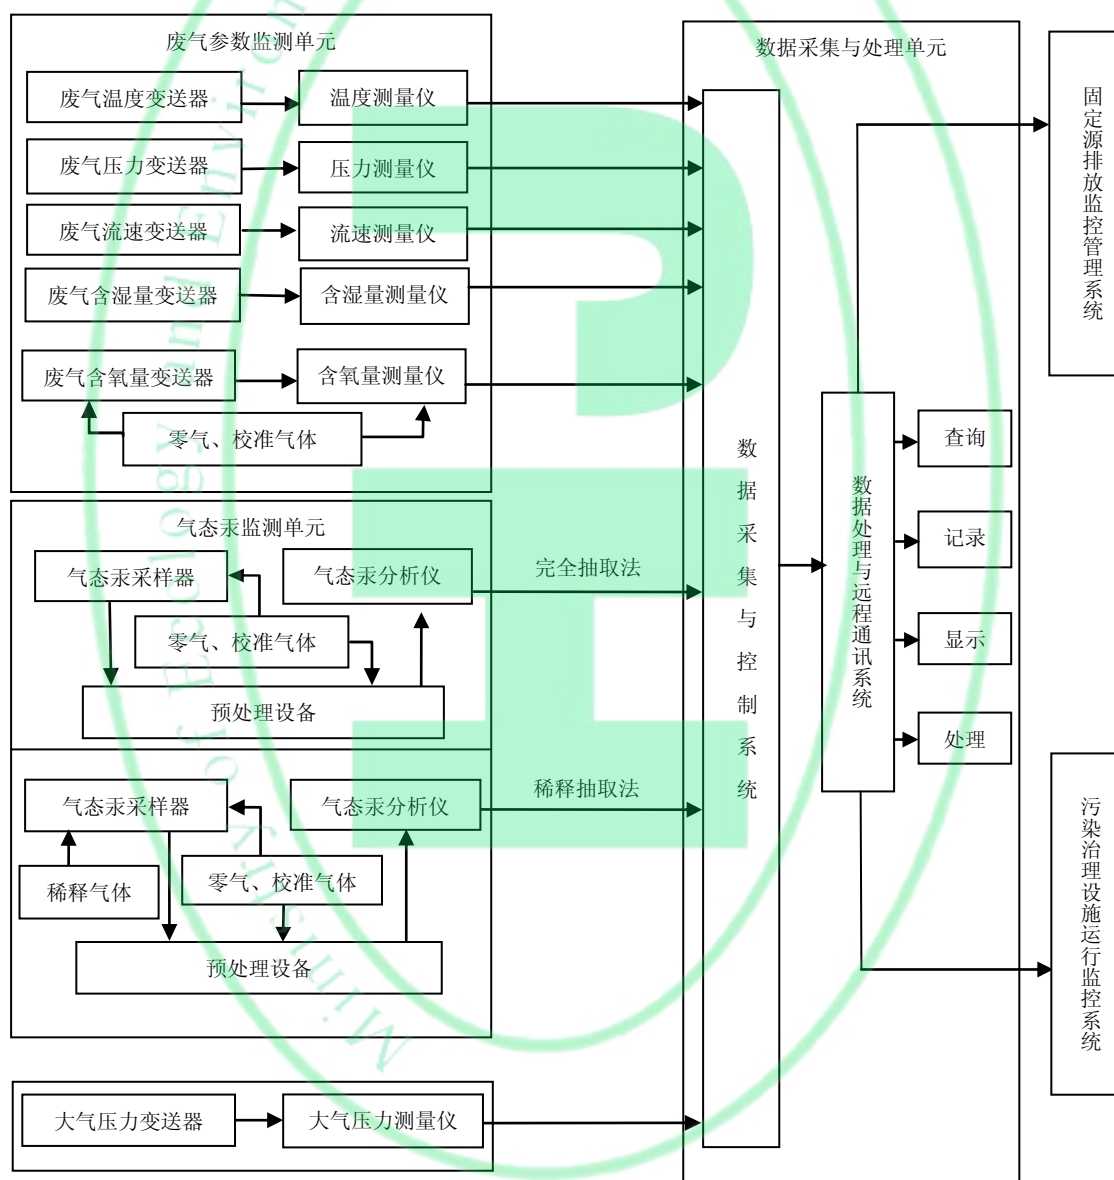 废气参数监测单元
废气温度变送器
温度测量仪
废气压力变送器
压力测量仪
废气流速变送器
流速测量仪
废气含湿量变送器
含湿量测量仪
废气含氧量变送器
含氧量测量仪
零气、校准气体
气态汞监测单元
气态汞采样器
气态汞分析仪
零气、校准气体
预处理设备
完全抽取法
气态汞采样器
气态汞分析仪
稀释气体
零气、校准气体
预处理设备
稀释抽取法
大气压力变送器
大气压力测量仪
数据采集与处理单元
数据采集与控制系统
数据处理与远程通讯系统
查询
记录
显示
处理
固定源排放监控管理系统
污染治理设施运行监控系统
Ministry of Ecology and Environ